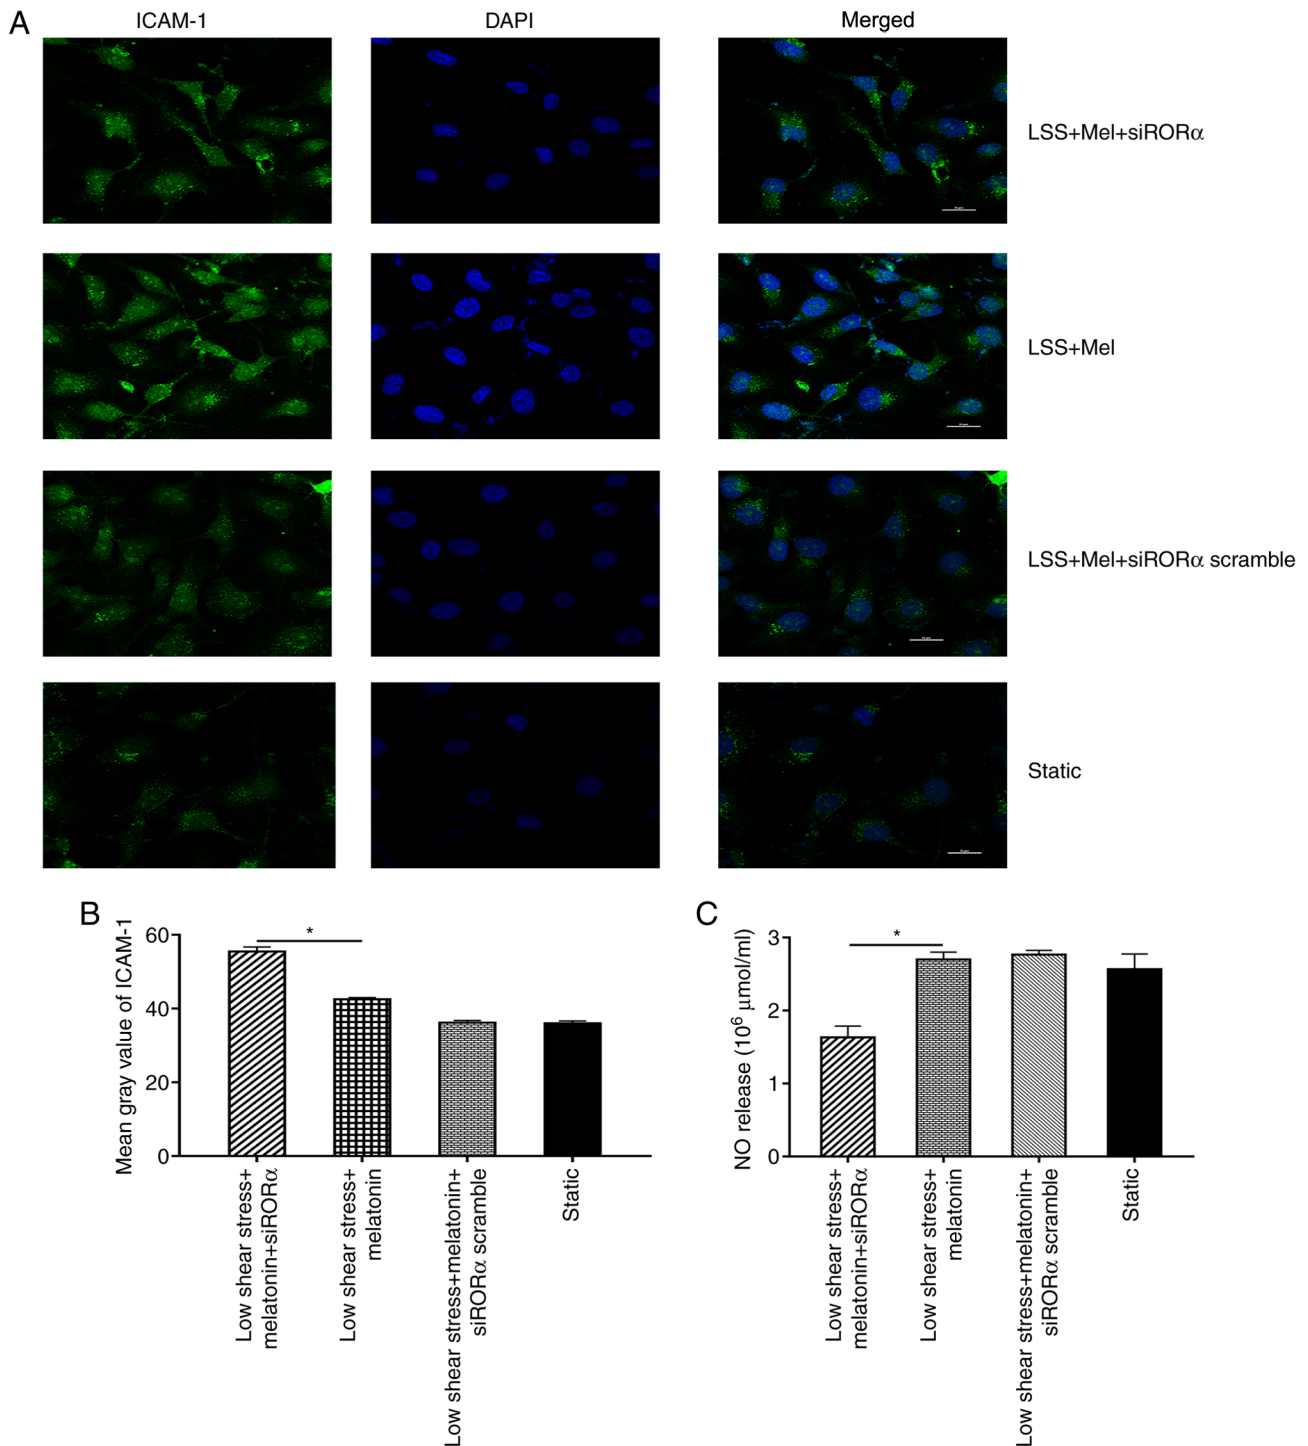 A
ICAM-1
DAPI
Merged
LSS+Mel+siRORα
LSS+Mel
LSS+Mel+siRORα scramble
Static
B
Mean gray value of ICAM-1
60
40
20
0
*
Low shear stress+
melatonin+siRORα
Low shear stress+
melatonin
Low shear stress+melatonin+
siRORα scramble
Static
C
NO release (10⁶ μmol/ml)
3
2
1
0
*
Low shear stress+
melatonin+siRORα
Low shear stress+
melatonin
Low shear stress+melatonin+
siRORα scramble
Static